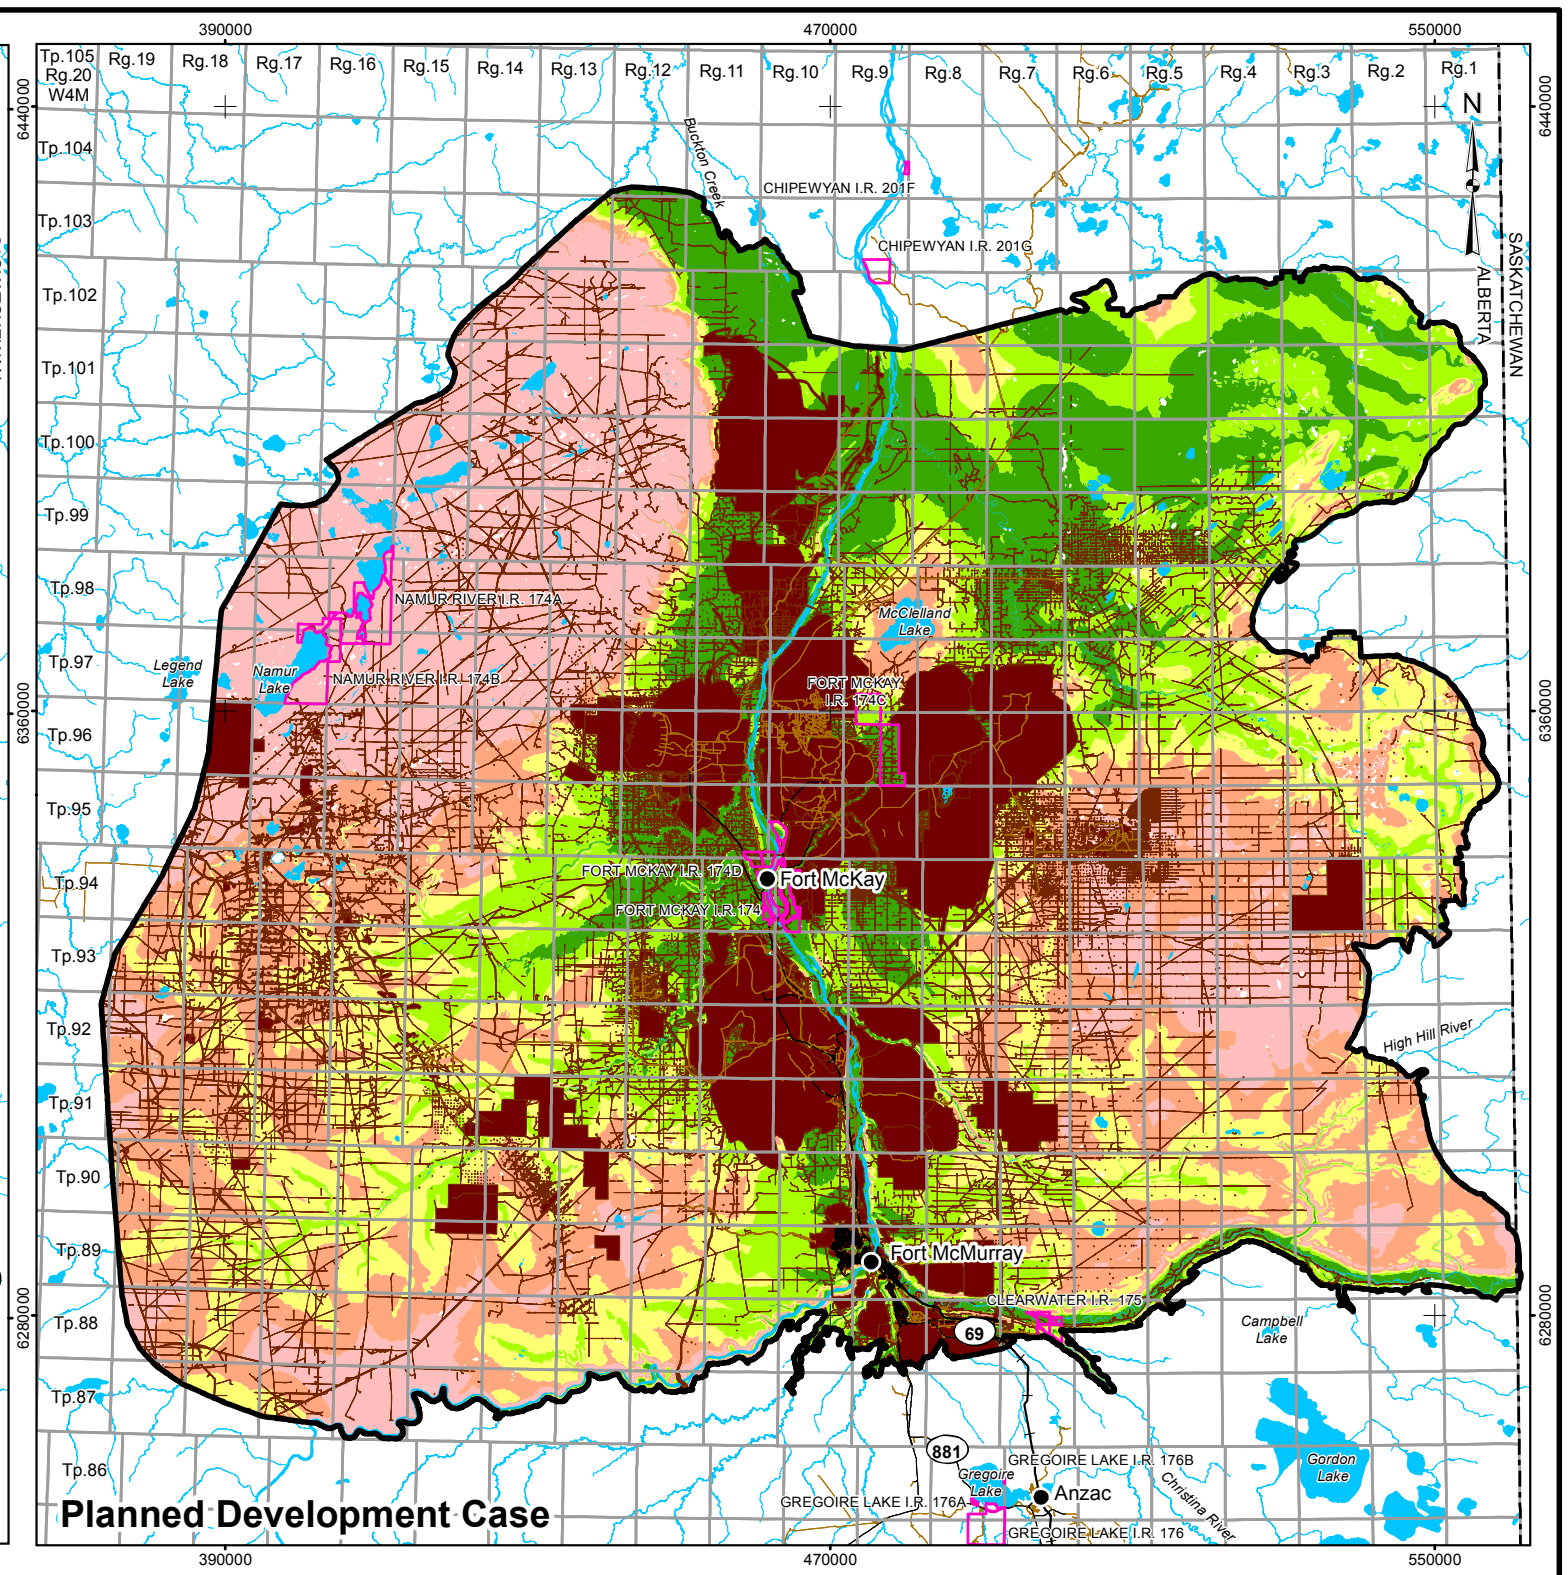 390000
470000
550000
Tp.105
Rg.20
W4M
Rg.19
Rg.18
Rg.17
Rg.16
Rg.15
Rg.14
Rg.13
Rg.12
Rg.11
Rg.10
Rg.9
Rg.8
Rg.7
Rg.6
Rg.5
Rg.4
Rg.3
Rg.2
Rg.1
6440000
6440000
N
Tp.104
Buckton Creek
CHIPEWYAN I.R. 201F
Tp.103
CHIPEWYAN I.R. 201G
SASKATCHEWAN
ALBERTA
Tp.102
Tp.101
Tp.100
Tp.99
Tp.98
NAMUR RIVER I.R. 174A
McClelland
Lake
Tp.97
Legend
Lake
Namur
Lake
NAMUR RIVER I.R. 174B
FORT MCKAY
I.R. 174C
6360000
6360000
Tp.96
Tp.95
Tp.94
FORT MCKAY I.R. 174D
Fort McKay
FORT MCKAY I.R. 174
Tp.93
Tp.92
High Hill River
Tp.91
Tp.90
Tp.89
Fort McMurray
CLEARWATER I.R. 175
6280000
6280000
Tp.88
69
Campbell
Lake
Tp.87
881
Tp.86
GREGOIRE LAKE I.R. 176B
Gregoire
Lake
Gordon
Lake
Anzac
Christina River
GREGOIRE LAKE I.R. 176A
GREGOIRE LAKE I.R. 176
Planned Development Case
390000
470000
550000